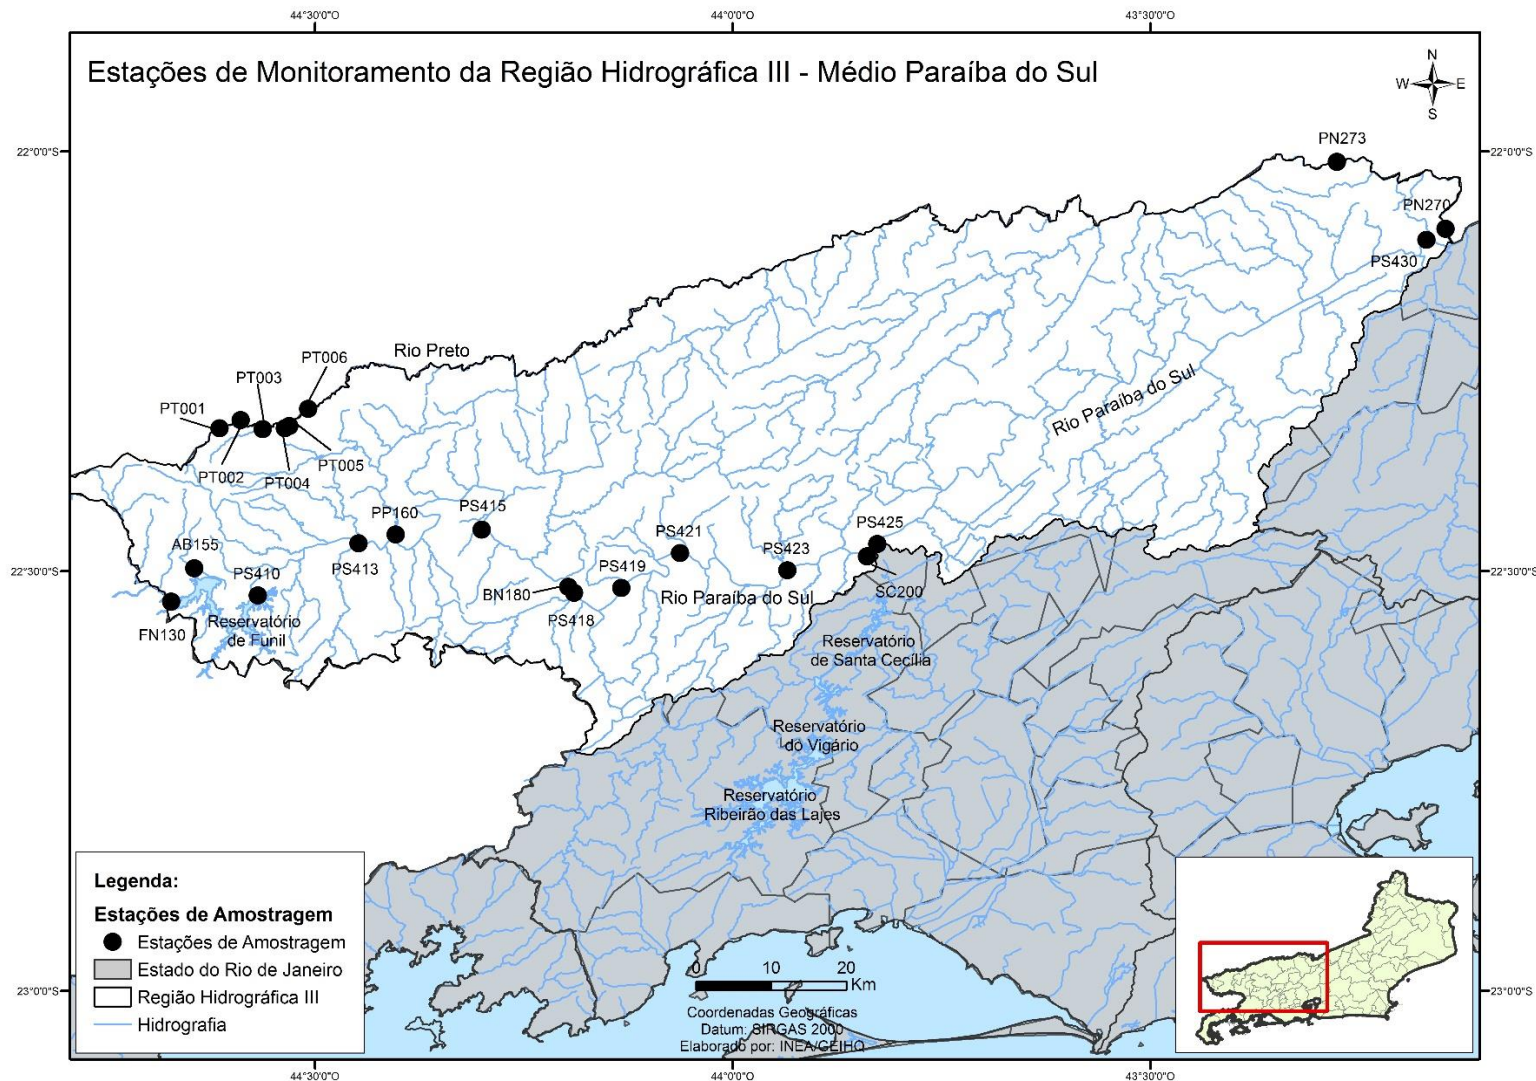 44°30'0"O
44°0'0"O
43°30'0"O
Estações de Monitoramento da Região Hidrográfica III - Médio Paraíba do Sul
N
W
E
S
22°0'0"S
22°0'0"S
PN273
PN270
PS430
Rio Preto
PT006
PT003
PT001
PT005
PT002
PT004
Rio Paraíba do Sul
PS415
PP160
PS421
PS425
AB155
PS413
PS423
22°30'0"S
22°30'0"S
PS410
PS419
BN180
Rio Paraíba do Sul
SC200
PS418
FN130
Reservatório
de Funil
Reservatório
de Santa Cecília
Reservatório
do Vigário
Reservatório
Ribeirão das Lajes
Legenda:
Estações de Amostragem
Estações de Amostragem
Estado do Rio de Janeiro
Região Hidrográfica III
Hidrografia
0 10 20
Km
Coordenadas Geográficas
Datum: SIRGAS 2000
Elaborado por: INEA/GEIHQ
23°0'0"S
23°0'0"S
44°30'0"O
44°0'0"O
43°30'0"O